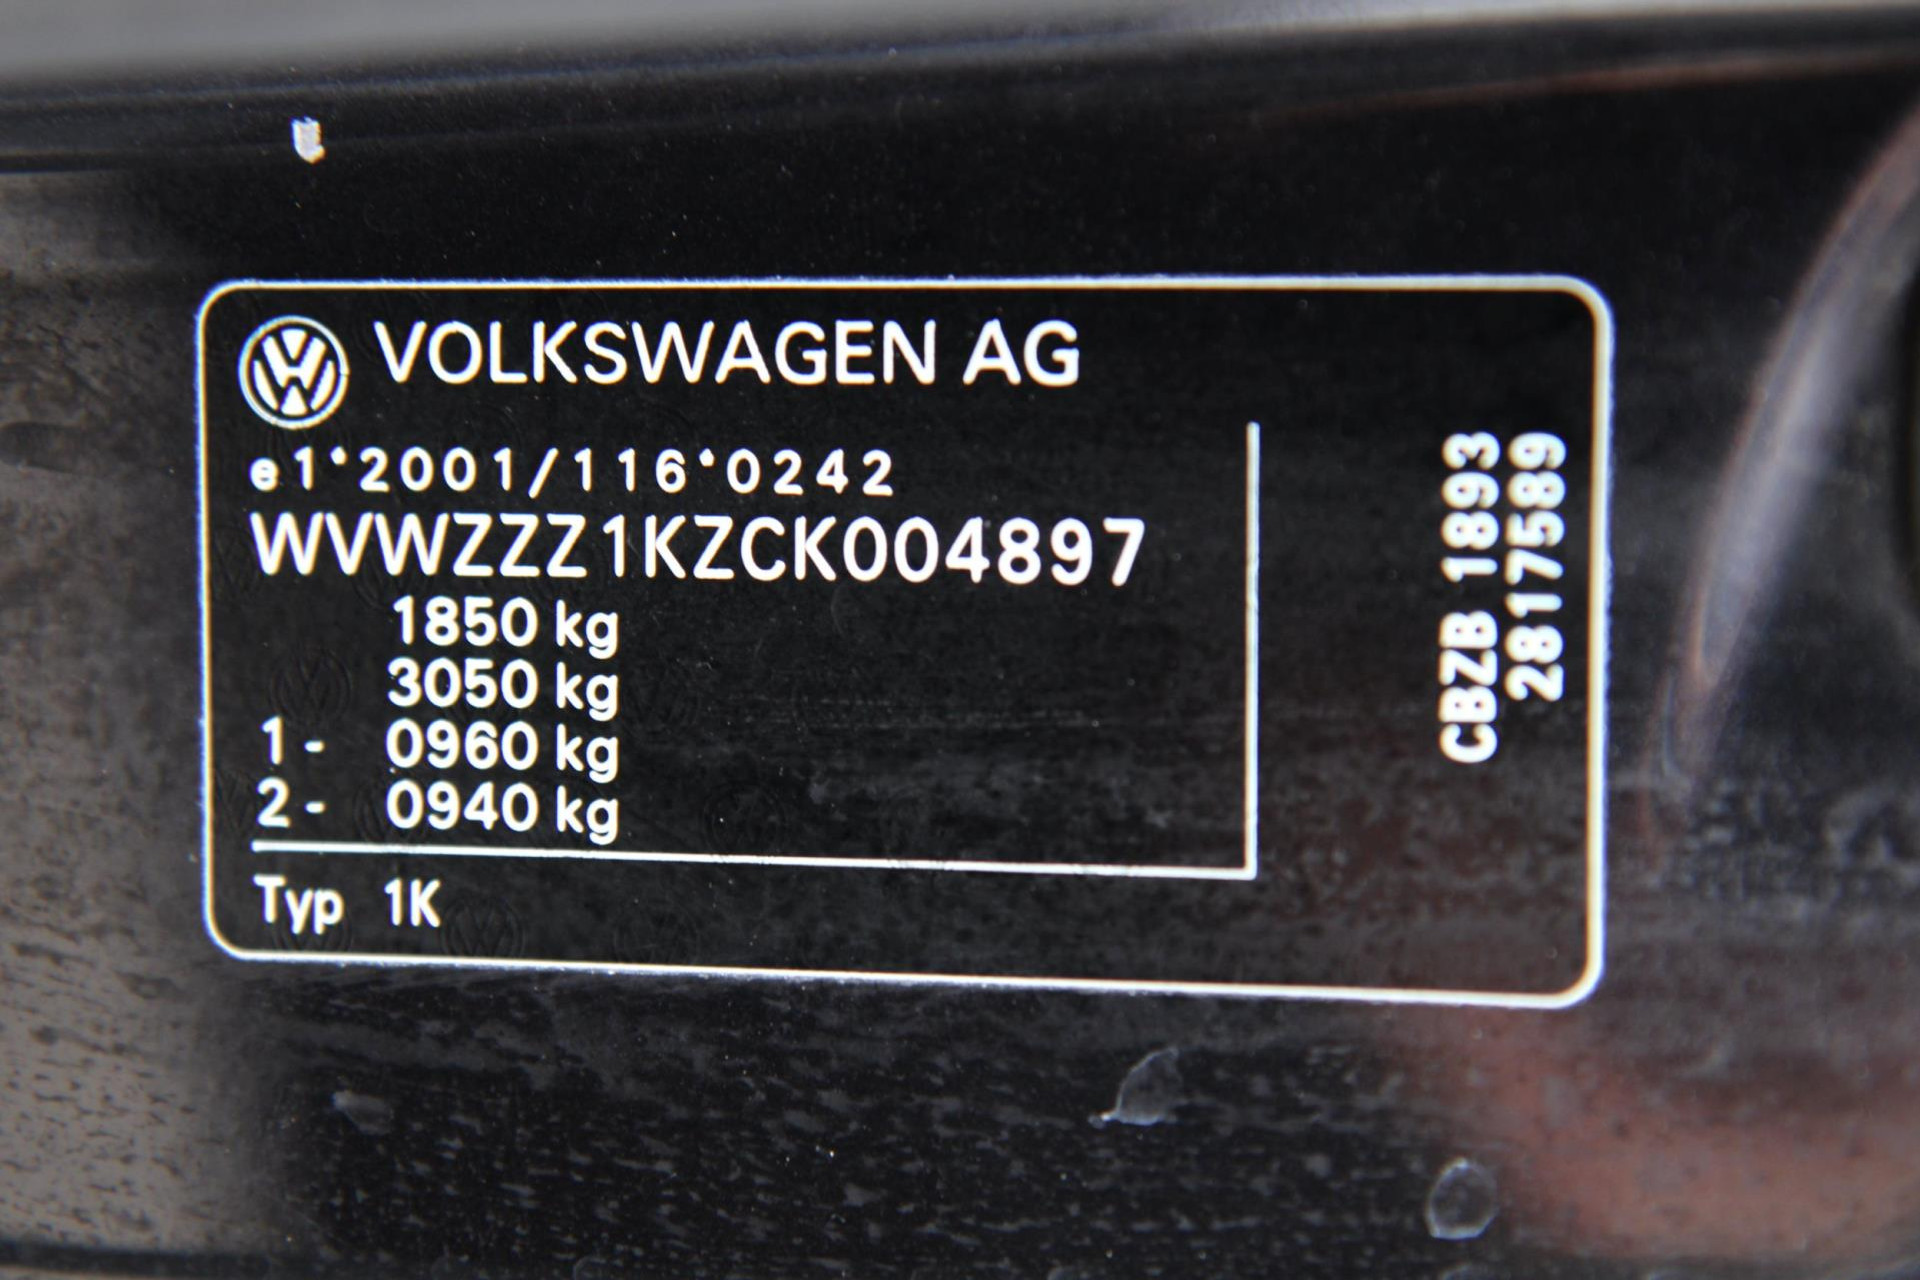 VOLKSWAGEN AG
e1*2001/116*0242
WVWZZZ1KZCK004897
1850 kg
3050 kg
1- 0960 kg
2- 0940 kg
Typ 1K
CBZB 1893
2817589